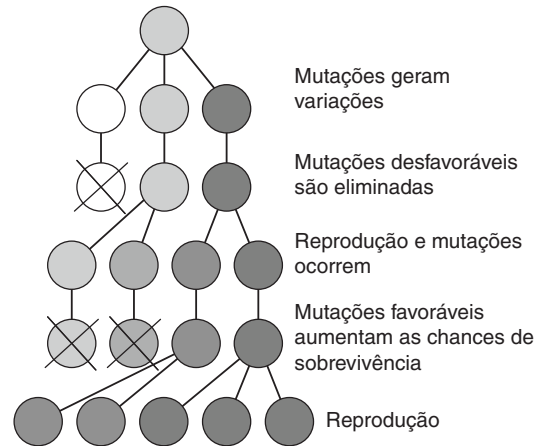 Mutações geram
variações
Mutações desfavoráveis
são eliminadas
Reprodução e mutações
ocorrem
Mutações favoráveis
aumentam as chances de
sobrevivência
Reprodução